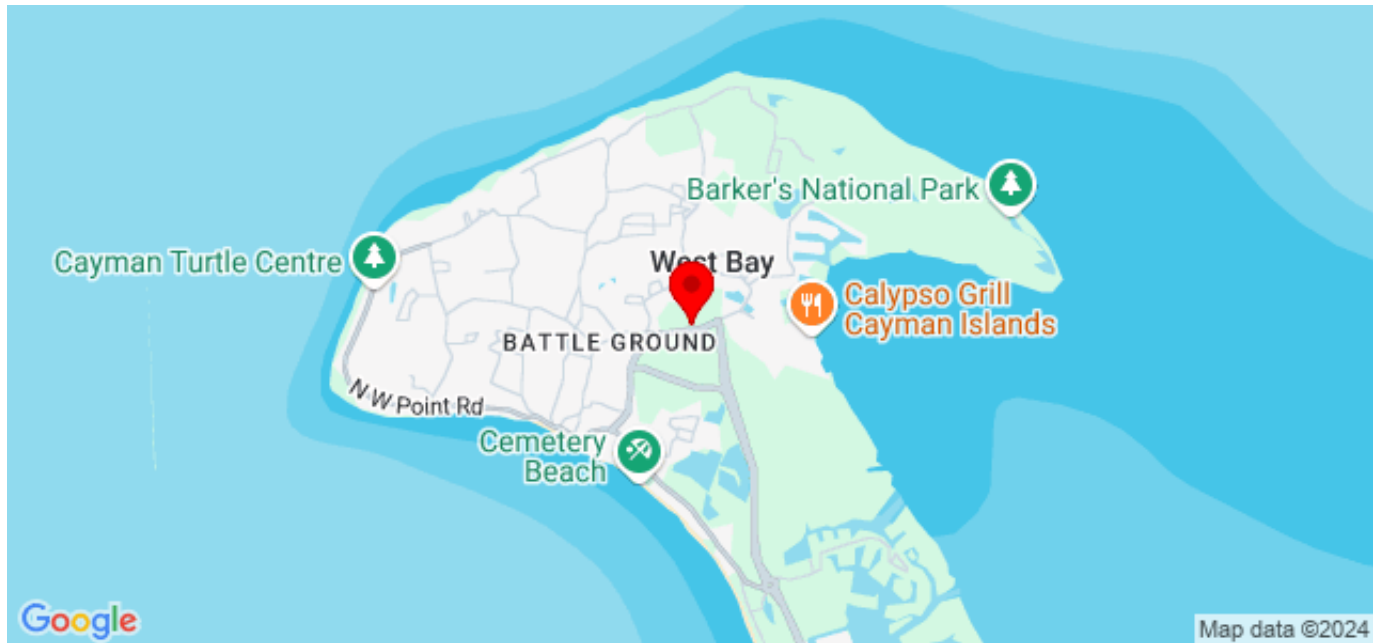 Barker's National Park
Cayman Turtle Centre
West Bay
Calypso Grill
Cayman Islands
BATTLE GROUND
N W Point Rd
Cemetery
Beach
Google
Map data ©2024